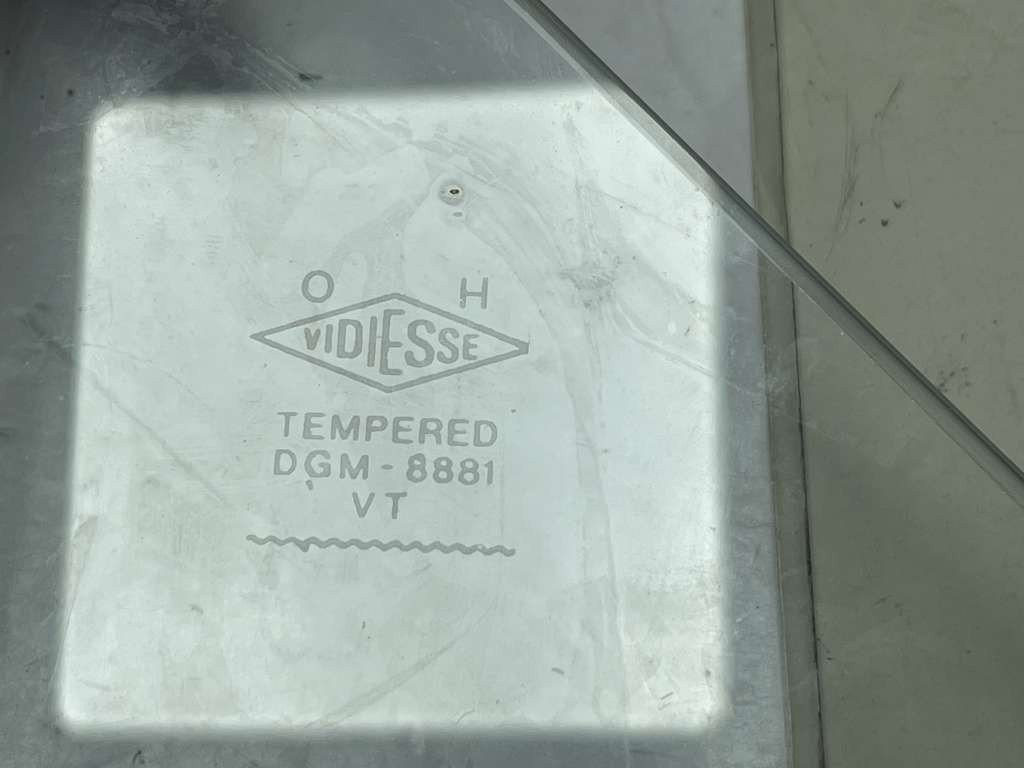 O H
VIDIESSE
TEMPERED
DGM - 8881
VT